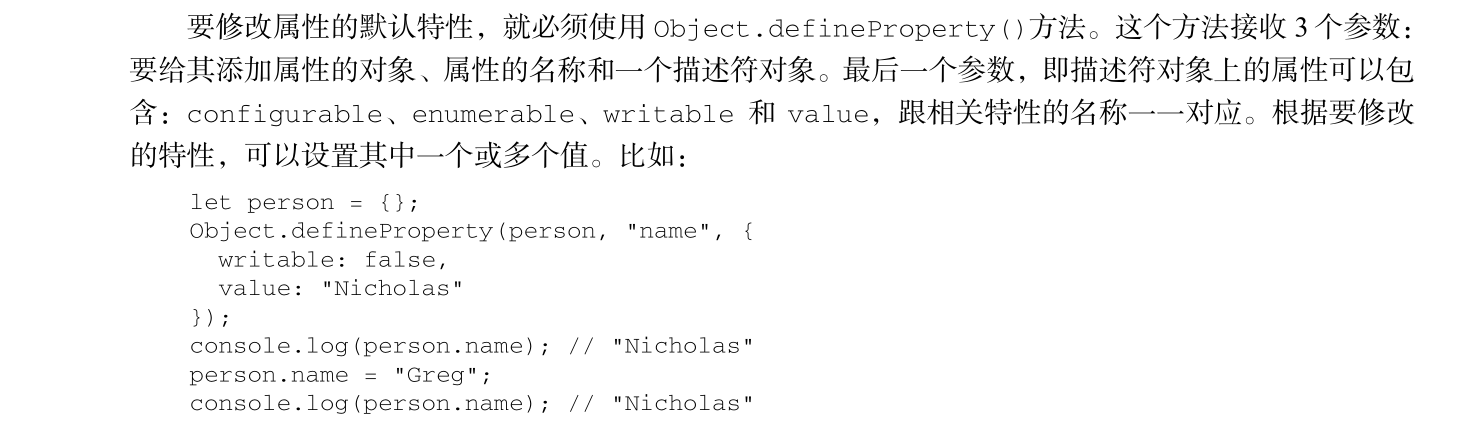 要修改属性的默认特性，就必须使用 Object.defineProperty()方法。这个方法接收 3 个参数：
要给其添加属性的对象、属性的名称和一个描述符对象。最后一个参数，即描述符对象上的属性可以包
含：configurable、enumerable、writable 和 value，跟相关特性的名称一一对应。根据要修改
的特性，可以设置其中一个或多个值。比如：
let person = {};
Object.defineProperty(person, "name", {
  writable: false,
  value: "Nicholas"
});
console.log(person.name); // "Nicholas"
person.name = "Greg";
console.log(person.name); // "Nicholas"